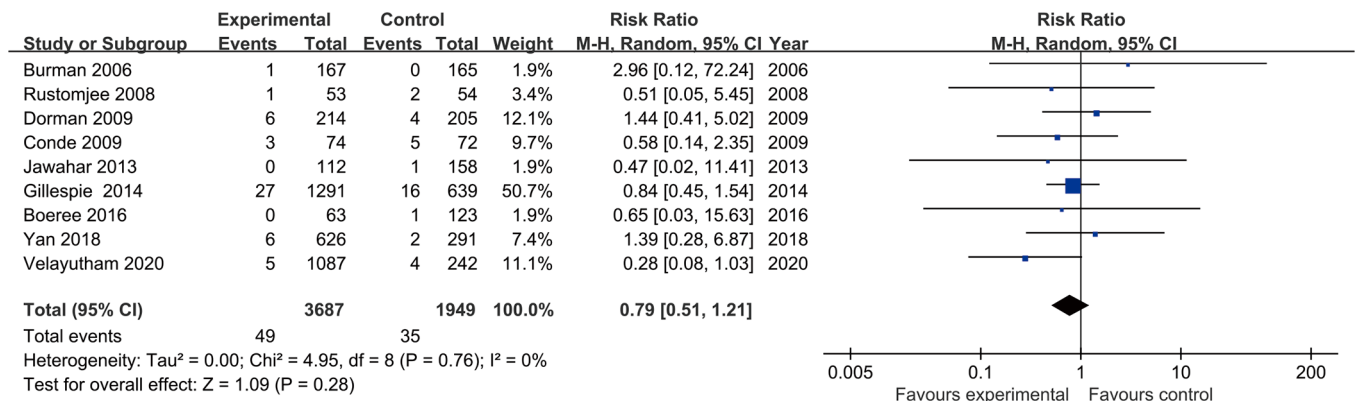 Experimental Control Risk Ratio Risk Ratio
Study or Subgroup Events Total Events Total Weight M-H, Random, 95% CI Year M-H, Random, 95% CI
Burman 2006 1 167 0 165 1.9% 2.96 [0.12, 72.24] 2006
Rustomjee 2008 1 53 2 54 3.4% 0.51 [0.05, 5.45] 2008
Dorman 2009 6 214 4 205 12.1% 1.44 [0.41, 5.02] 2009
Conde 2009 3 74 5 72 9.7% 0.58 [0.14, 2.35] 2009
Jawahar 2013 0 112 1 158 1.9% 0.47 [0.02, 11.41] 2013
Gillespie 2014 27 1291 16 639 50.7% 0.84 [0.45, 1.54] 2014
Boeree 2016 0 63 1 123 1.9% 0.65 [0.03, 15.63] 2016
Yan 2018 6 626 2 291 7.4% 1.39 [0.28, 6.87] 2018
Velayutham 2020 5 1087 4 242 11.1% 0.28 [0.08, 1.03] 2020
Total (95% CI) 3687 1949 100.0% 0.79 [0.51, 1.21]
Total events 49 35
Heterogeneity: Tau² = 0.00; Chi² = 4.95, df = 8 (P = 0.76); I² = 0%
Test for overall effect: Z = 1.09 (P = 0.28)
0.005 0.1 1 10 200
Favours experimental Favours control